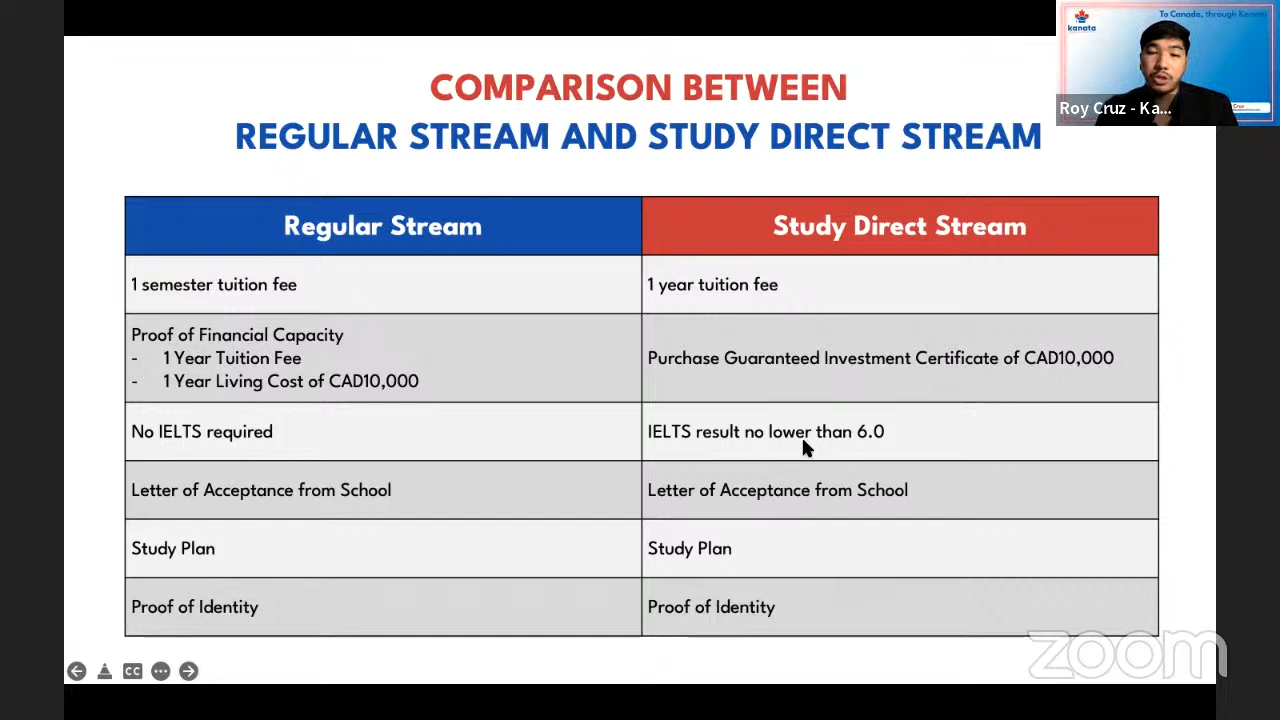 To Canada, through Kanata
kanata
Roy Cruz - Ka...
Cruz
COMPARISON BETWEEN
REGULAR STREAM AND STUDY DIRECT STREAM
Regular Stream
Study Direct Stream
1 semester tuition fee
1 year tuition fee
Proof of Financial Capacity
- 1 Year Tuition Fee
- 1 Year Living Cost of CAD10,000
Purchase Guaranteed Investment Certificate of CAD10,000
No IELTS required
IELTS result no lower than 6.0
Letter of Acceptance from School
Letter of Acceptance from School
Study Plan
Study Plan
Proof of Identity
Proof of Identity
CC
zoom